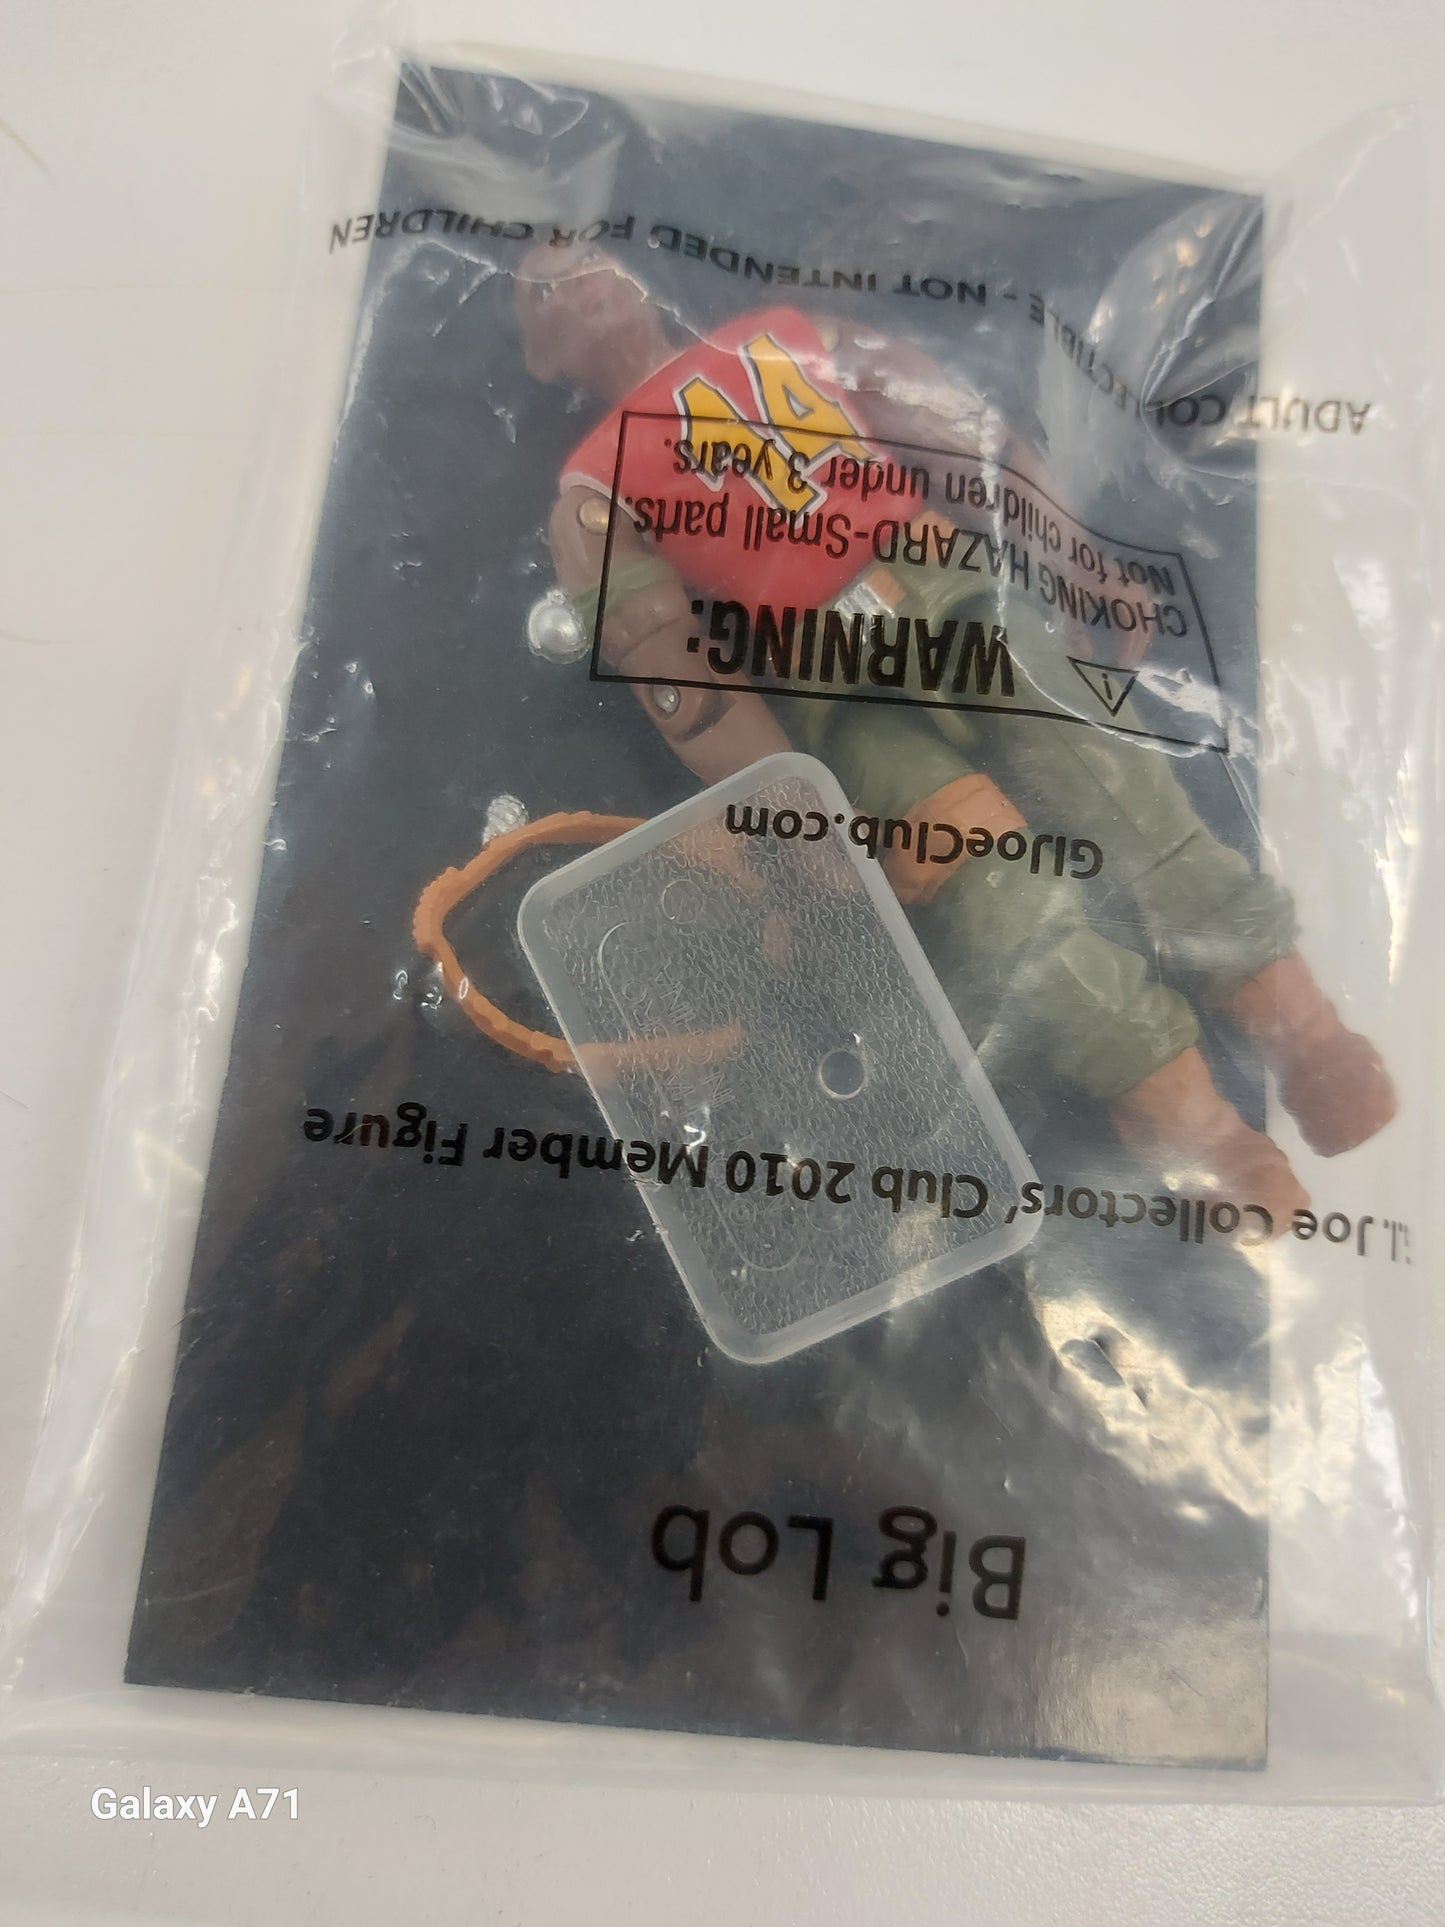 Big Lob
.I. Joe Collectors' Club 2010 Member Figure
GIJoeClub.com
WARNING:
CHOKING HAZARD-Small parts.
Not for children under 3 years.
ADULT COLLECTIBLE - NOT INTENDED FOR CHILDREN
Galaxy A71